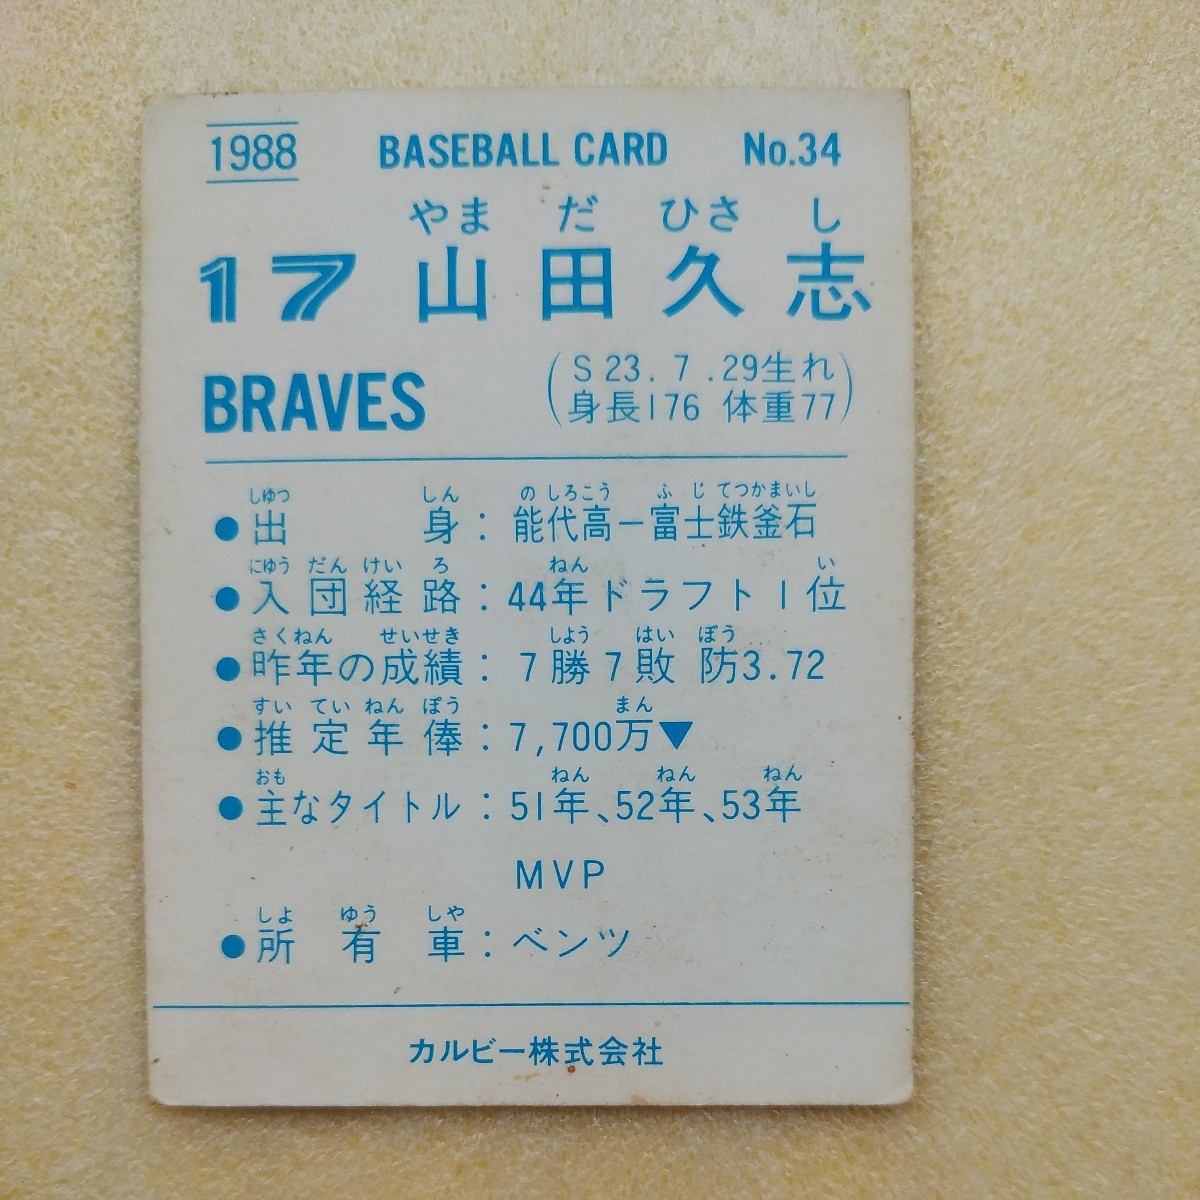 1988 BASEBALL CARD No.34
やま だ ひさ し
17 山田久志
BRAVES
(S23.7.29生れ
身長176 体重77)
しゆつ しん のしろこう ふじてつかまいし
●出身:能代高―富士鉄釜石
にゆうだんけいろ ねん い
●入団経路:44年ドラフト1位
さくねん せいせき しよう はい ぼう
●昨年の成績:7勝7敗 防3.72
すいていねんぽう まん
●推定年俸:7,700万▼
おも ねん ねん ねん
●主なタイトル:51年、52年、53年
MVP
しよ ゆう しや
●所有車:ベンツ
カルビー株式会社